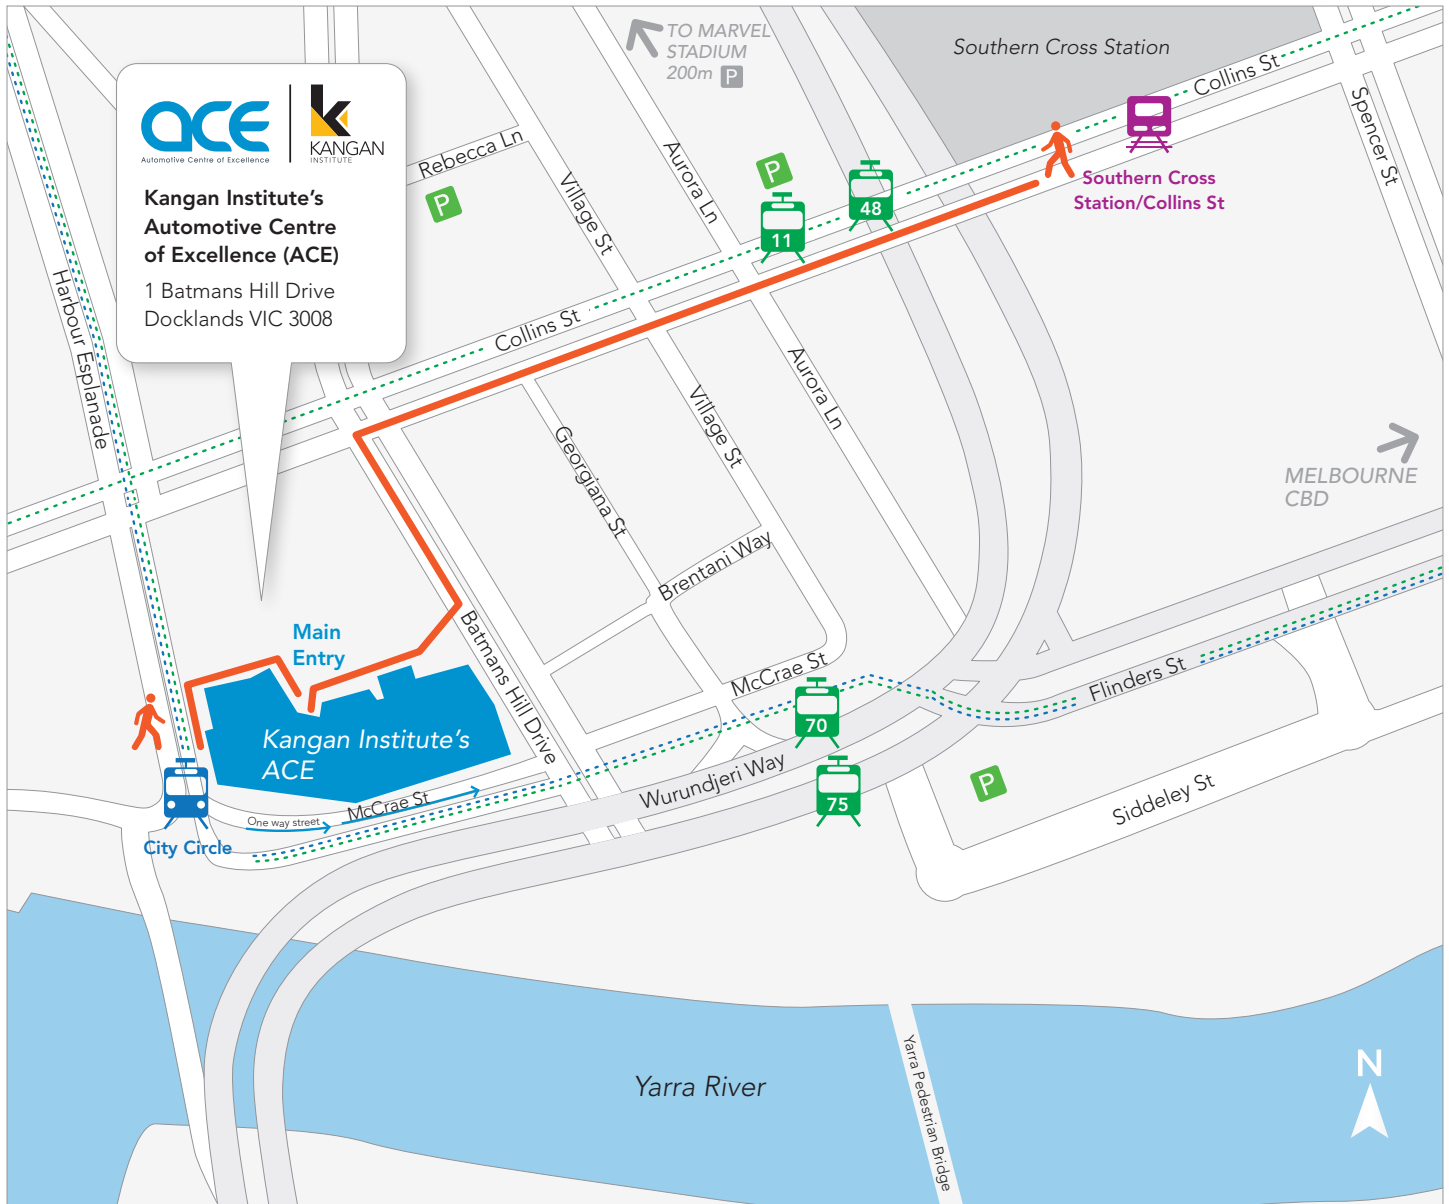 TO MARVEL
STADIUM
200m P
Southern Cross Station
Collins St
Spencer St
ace
Automotive Centre of Excellence
k
KANGAN
INSTITUTE
Kangan Institute's
Automotive Centre
of Excellence (ACE)
1 Batmans Hill Drive
Docklands VIC 3008
Rebecca Ln
P
Village St
Aurora Ln
P
11
48
Southern Cross
Station/Collins St
Harbour Esplanade
Collins St
Georgiana St
Village St
Aurora Ln
MELBOURNE
CBD
Brentani Way
Main
Entry
Batmans Hill Drive
McCrae St
Flinders St
Kangan Institute's
ACE
70
75
Wurundjeri Way
P
Siddeley St
McCrae St
One way street
City Circle
Yarra River
Yarra Pedestrian Bridge
N